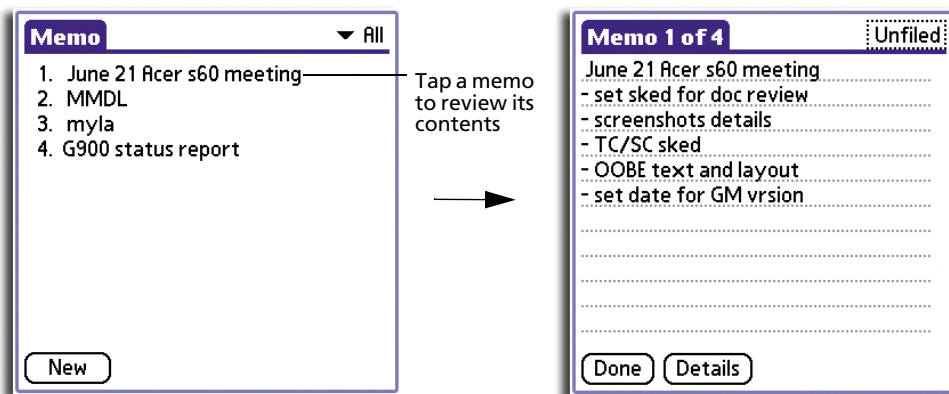 Memo
All
1. June 21 Acer s60 meeting
2. MMDL
3. myla
4. G900 status report
New
Tap a memo
to review its
contents
Memo 1 of 4
Unfiled
June 21 Acer s60 meeting
- set sked for doc review
- screenshots details
- TC/SC sked
- OOBE text and layout
- set date for GM vrsion
Done
Details